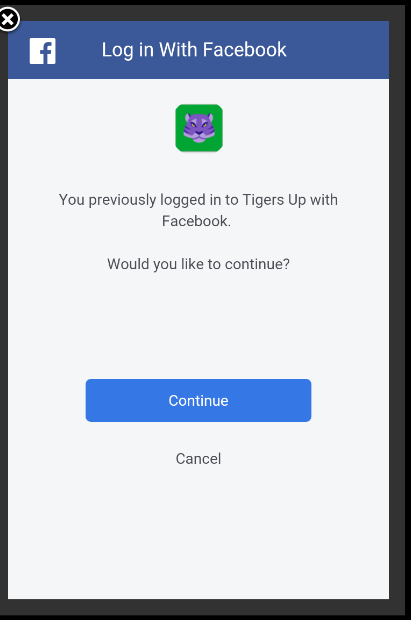 Log in With Facebook
You previously logged in to Tigers Up with
Facebook.
Would you like to continue?
Continue
Cancel